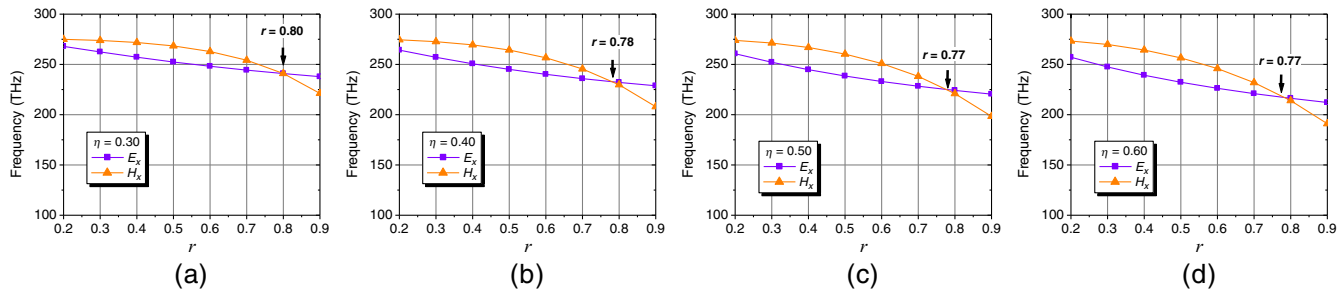 300
250
200
150
100
Frequency (THz)
r = 0.80
η = 0.30
Ex
Hx
0.2 0.3 0.4 0.5 0.6 0.7 0.8 0.9
r
(a)
300
250
200
150
100
Frequency (THz)
r = 0.78
η = 0.40
Ex
Hx
0.2 0.3 0.4 0.5 0.6 0.7 0.8 0.9
r
(b)
300
250
200
150
100
Frequency (THz)
r = 0.77
η = 0.50
Ex
Hx
0.2 0.3 0.4 0.5 0.6 0.7 0.8 0.9
r
(c)
300
250
200
150
100
Frequency (THz)
r = 0.77
η = 0.60
Ex
Hx
0.2 0.3 0.4 0.5 0.6 0.7 0.8 0.9
r
(d)